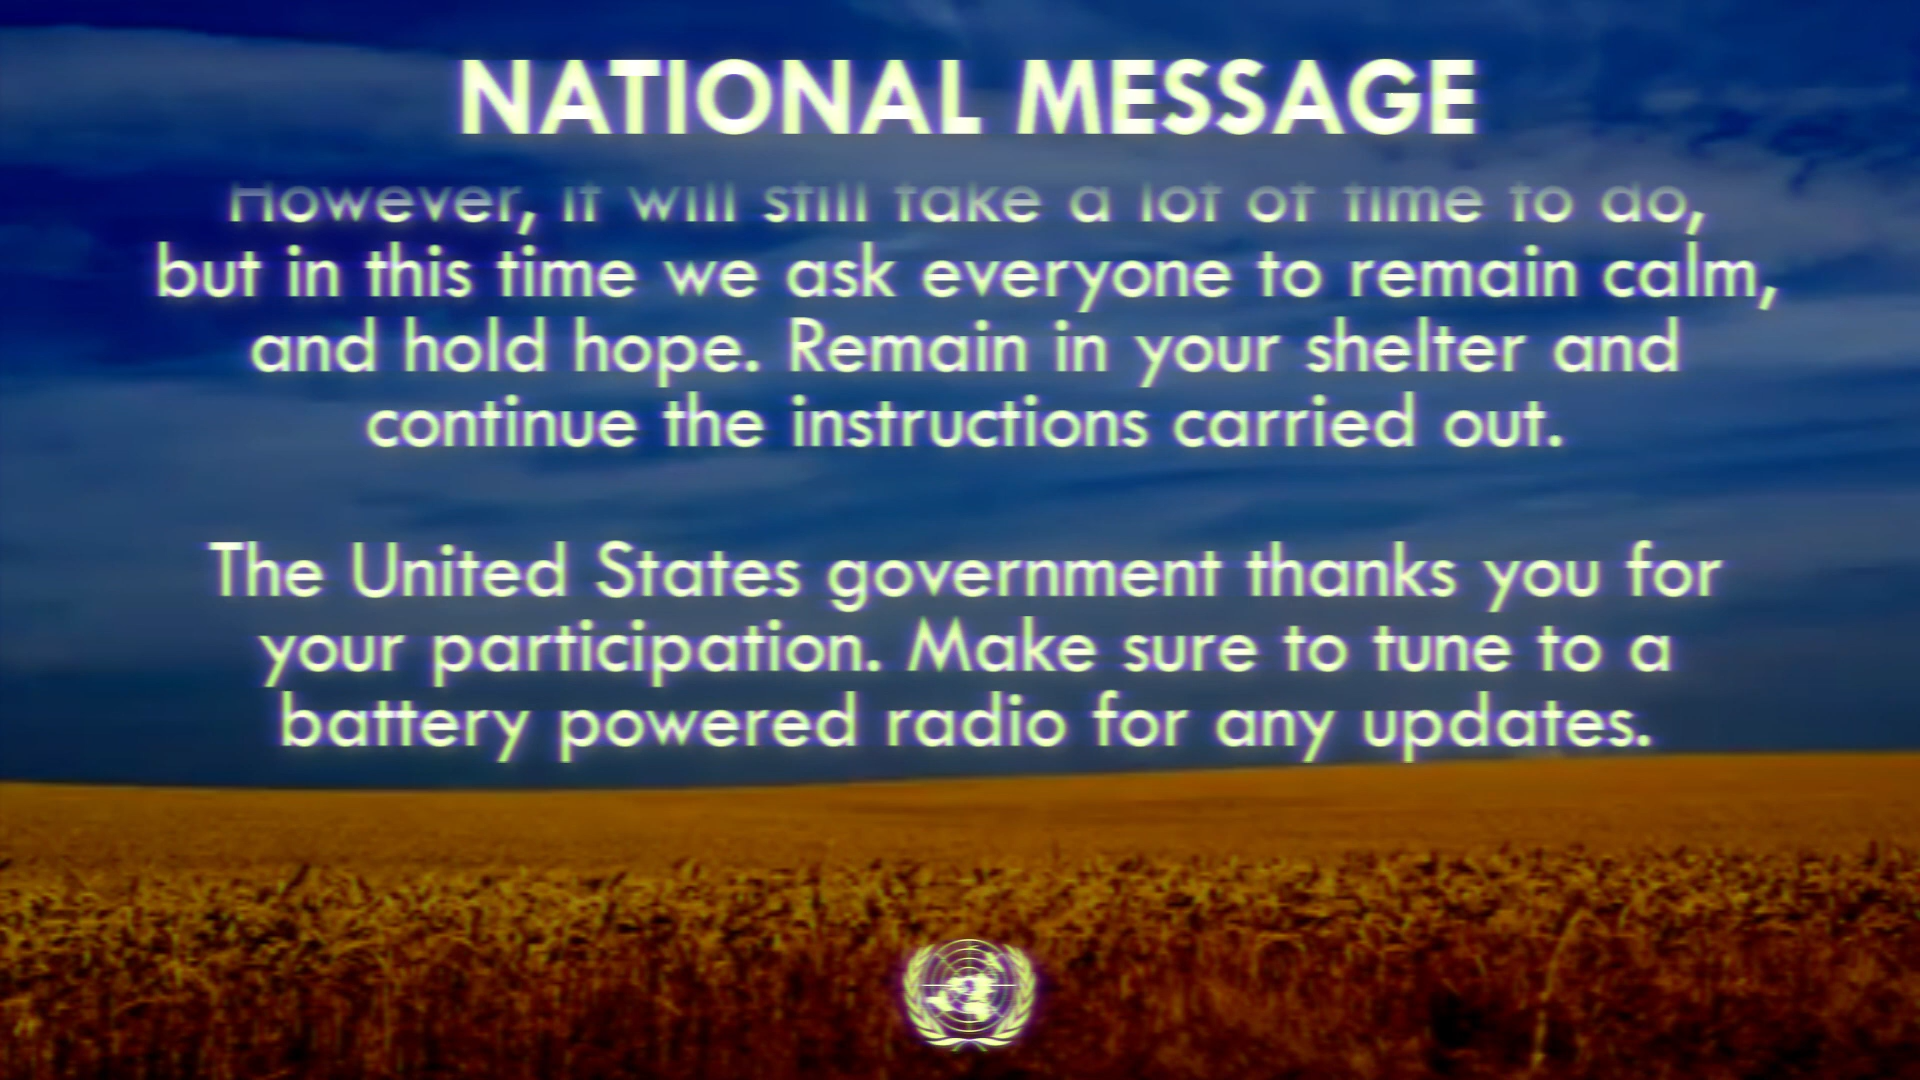 NATIONAL MESSAGE
However, it will still take a lot of time to do,
but in this time we ask everyone to remain calm,
and hold hope. Remain in your shelter and
continue the instructions carried out.
The United States government thanks you for
your participation. Make sure to tune to a
battery powered radio for any updates.